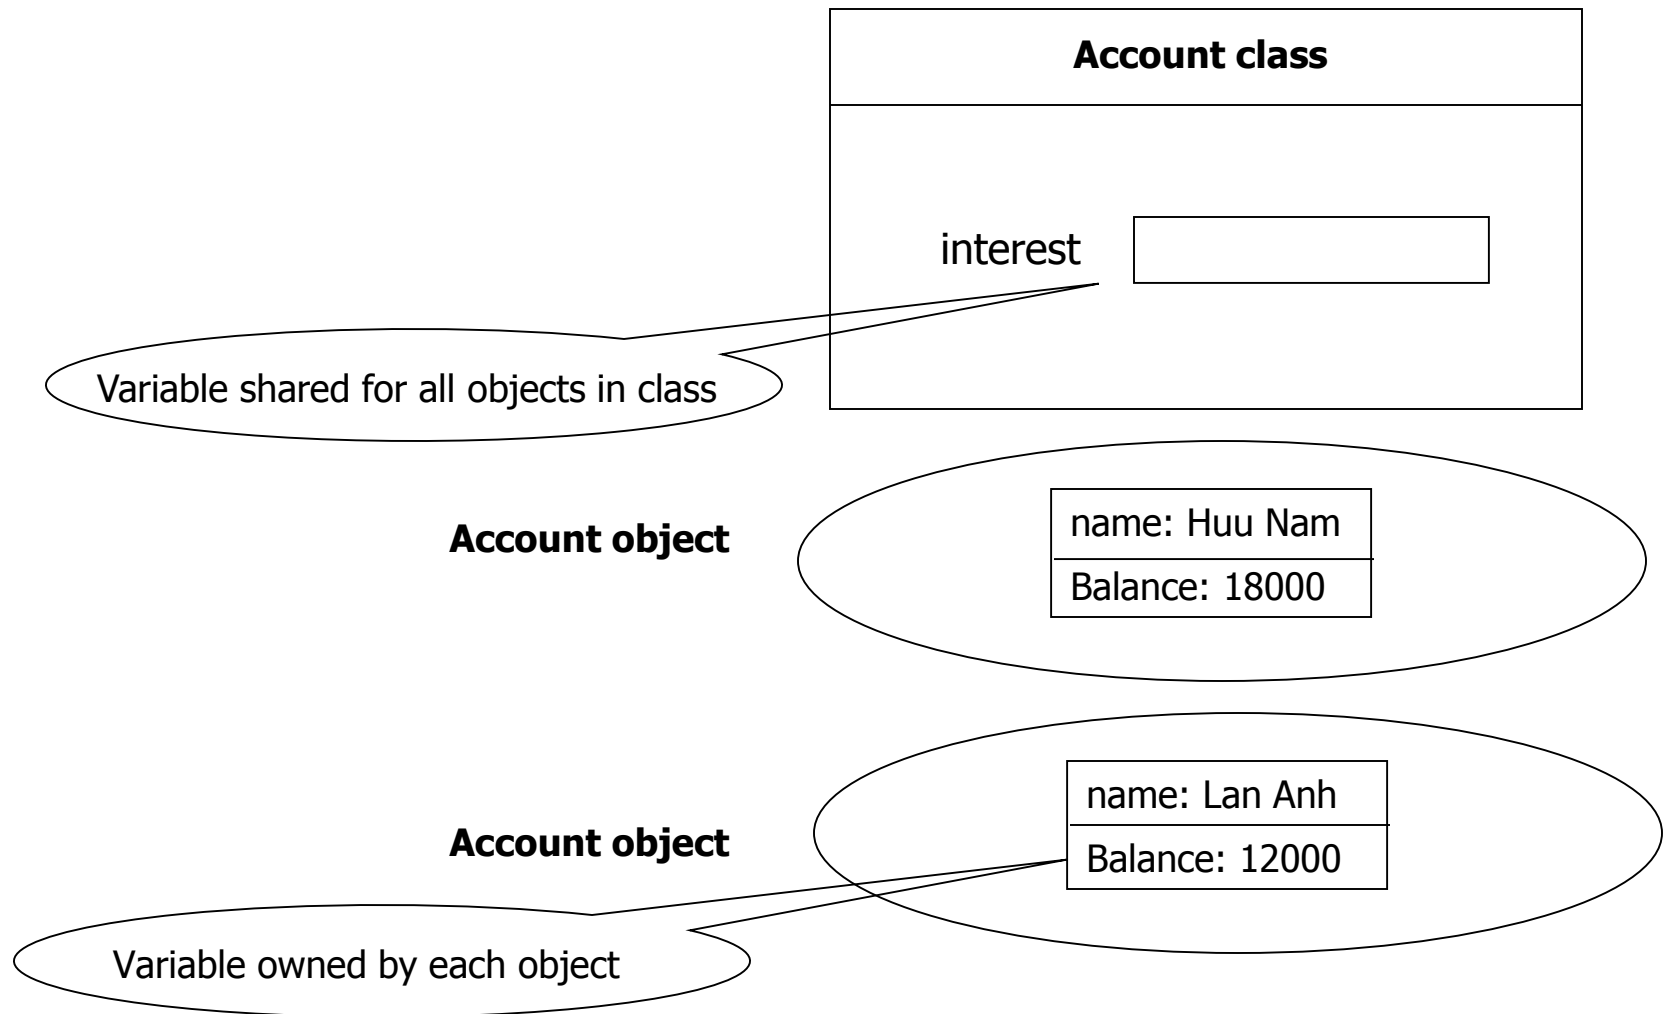 Account class
interest
Variable shared for all objects in class
Account object
name: Huu Nam
Balance: 18000
Account object
name: Lan Anh
Balance: 12000
Variable owned by each object